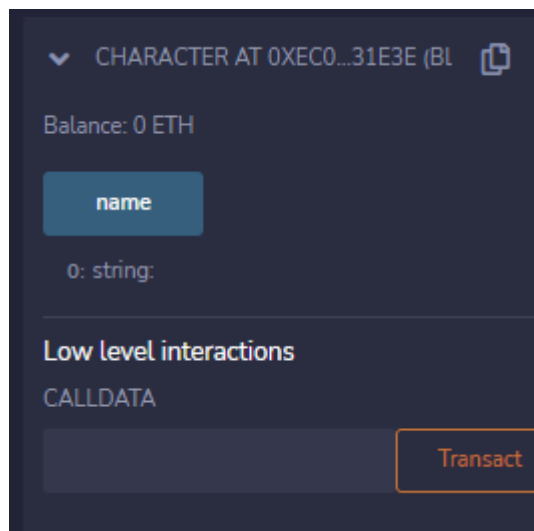 CHARACTER AT 0XEC0...31E3E (BL
Balance: 0 ETH
name
0: string:
Low level interactions
CALLDATA
Transact